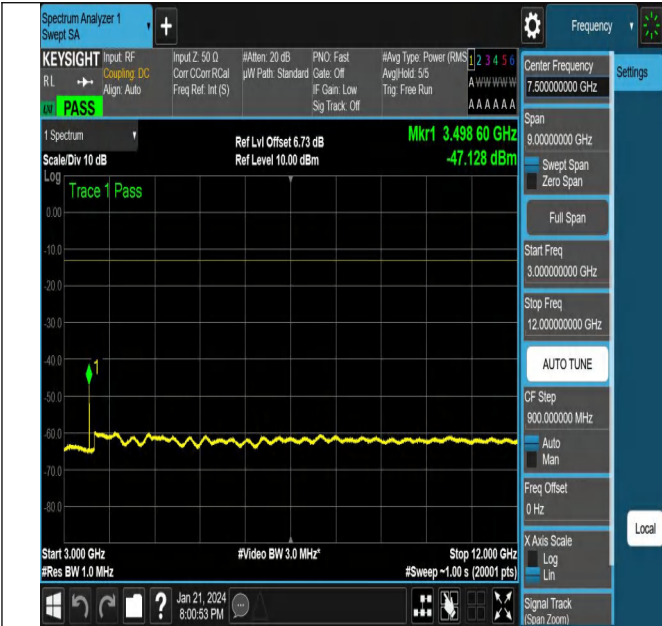 Spectrum Analyzer 1
Swept SA
+
Frequency
KEYSIGHT
RL
PASS
Input: RF
Coupling: DC
Align: Auto
Input Z: 50 Ω
Corr CCorr RCal
Freq Ref: Int (S)
#Atten: 20 dB
µW Path: Standard
PNO: Fast
Gate: Off
IF Gain: Low
Sig Track: Off
#Avg Type: Power (RMS
Avg|Hold: 5/5
Trig: Free Run
1 2 3 4 5 6
A W W W W W
A A A A A A
1 Spectrum
Scale/Div 10 dB
Ref Lvl Offset 6.73 dB
Ref Level 10.00 dBm
Mkr1 3.498 60 GHz
-47.128 dBm
Log
Trace 1 Pass
0.00
-10.0
-20.0
-30.0
-40.0
-50.0
-60.0
-70.0
-80.0
1
Start 3.000 GHz
#Res BW 1.0 MHz
#Video BW 3.0 MHz*
Stop 12.000 GHz
#Sweep ~1.00 s (20001 pts)
Jan 21, 2024
8:00:53 PM
Center Frequency
7.500000000 GHz
Settings
Span
9.00000000 GHz
Swept Span
Zero Span
Full Span
Start Freq
3.000000000 GHz
Stop Freq
12.000000000 GHz
AUTO TUNE
CF Step
900.000000 MHz
Auto
Man
Freq Offset
0 Hz
X Axis Scale
Log
Lin
Local
Signal Track
(Span Zoom)